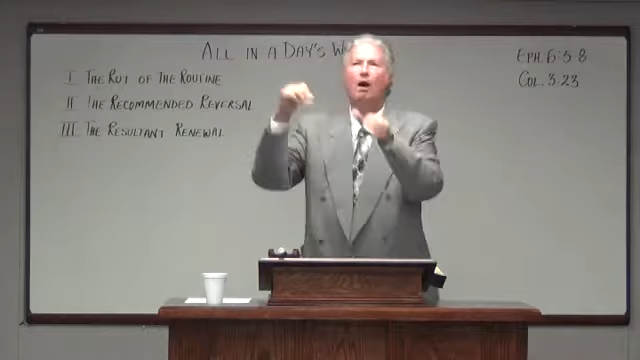 ALL IN A DAY'S W
I THE RUT OF THE ROUTINE
II THE RECOMMENDED REVERSAL
III THE RESULTANT RENEWAL
EPH. 6:5-8
COL. 3:23